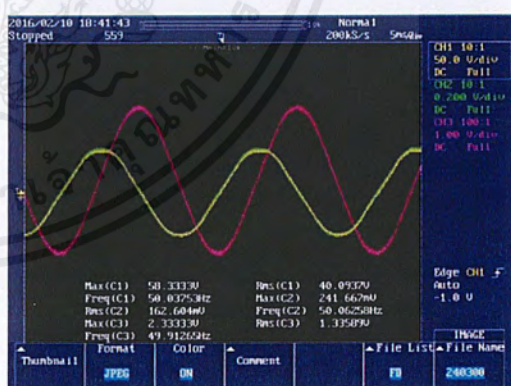 2016/02/10 18:41:43
Normal
Stopped 559 200kS/s 5ms/div
CH1 10:1
50.0 V/div
DC Full
CH2 10:1
0.200 V/div
DC Full
CH3 100:1
1.00 V/div
DC Full
Edge CH1
Auto
-1.0 V
Max(C1) 58.3333V Rms(C1) 40.0937V
Freq(C1) 50.03753Hz Max(C2) 241.667mV
Rms(C2) 162.604mV Freq(C2) 50.06258Hz
Max(C3) 2.33333V Rms(C3) 1.33589V
Freq(C3) 49.91265Hz
IMAGE
Thumbnail Format Color Comment File List File Name
JPEG ON FD 240300